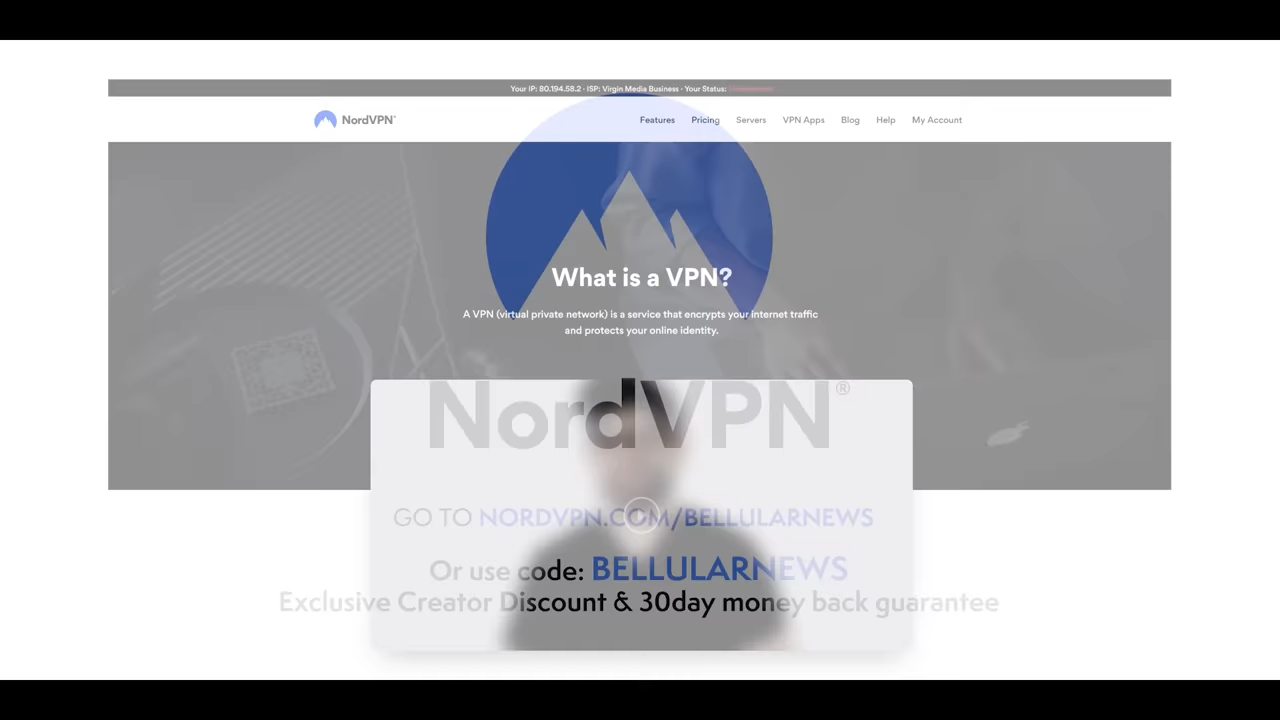 Your IP: 80.194.58.2 · ISP: Virgin Media Business · Your Status:
NordVPN®
Features Pricing Servers VPN Apps Blog Help My Account
What is a VPN?
A VPN (virtual private network) is a service that encrypts your internet traffic
and protects your online identity.
NordVPN®
GO TO NORDVPN.COM/BELLULARNEWS
Or use code: BELLULARNEWS
Exclusive Creator Discount & 30day money back guarantee